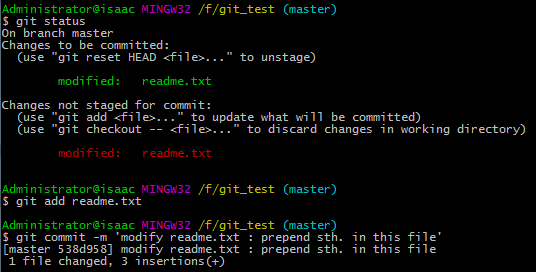 Administrator@isaac MINGW32 /f/git_test (master)
$ git status
On branch master
Changes to be committed:
  (use "git reset HEAD <file>..." to unstage)
        modified:   readme.txt
Changes not staged for commit:
  (use "git add <file>..." to update what will be committed)
  (use "git checkout -- <file>..." to discard changes in working directory)
        modified:   readme.txt
Administrator@isaac MINGW32 /f/git_test (master)
$ git add readme.txt
Administrator@isaac MINGW32 /f/git_test (master)
$ git commit -m 'modify readme.txt : prepend sth. in this file'
[master 538d958] modify readme.txt : prepend sth. in this file
 1 file changed, 3 insertions(+)